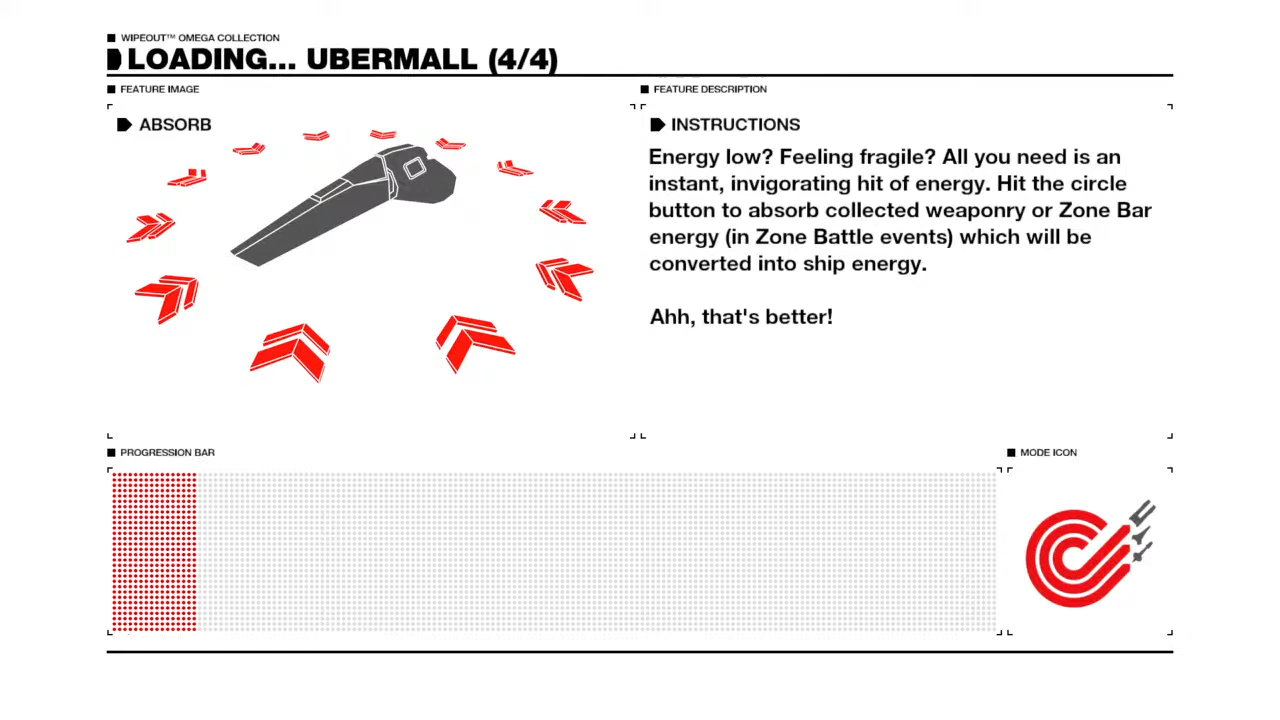 WIPEOUT™ OMEGA COLLECTION
LOADING... UBERMALL (4/4)
FEATURE IMAGE
ABSORB
FEATURE DESCRIPTION
INSTRUCTIONS
Energy low? Feeling fragile? All you need is an
instant, invigorating hit of energy. Hit the circle
button to absorb collected weaponry or Zone Bar
energy (in Zone Battle events) which will be
converted into ship energy.
Ahh, that's better!
PROGRESSION BAR
MODE ICON